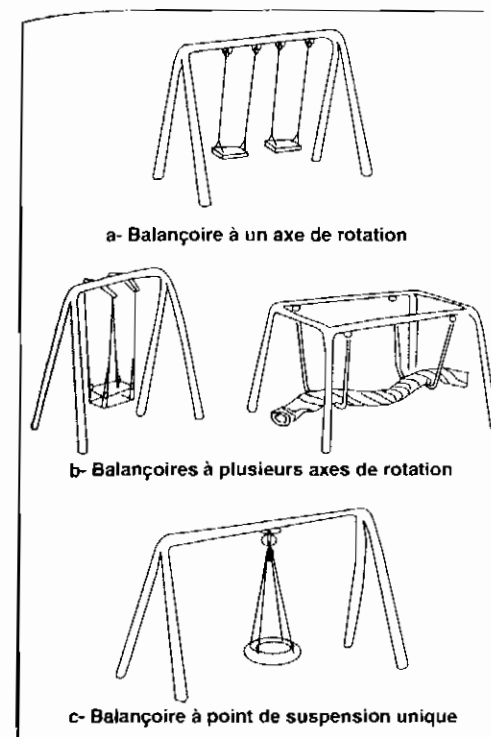 a- Balançoire à un axe de rotation
b- Balançoires à plusieurs axes de rotation
c- Balançoire à point de suspension unique